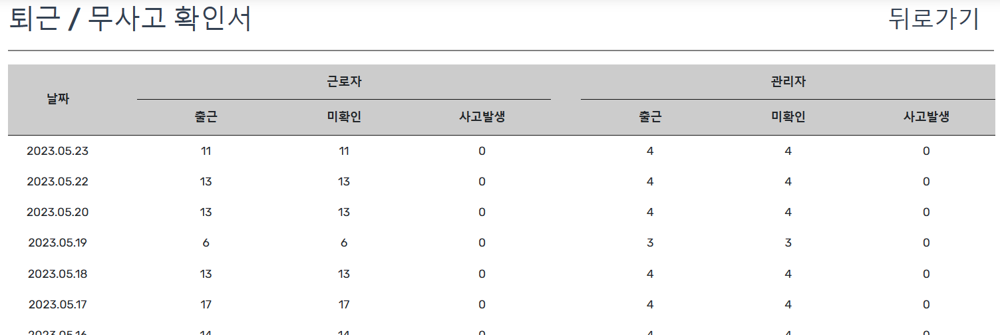 퇴근 / 무사고 확인서 뒤로가기
날짜 근로자 관리자
출근 미확인 사고발생 출근 미확인 사고발생
2023.05.23 11 11 0 4 4 0
2023.05.22 13 13 0 4 4 0
2023.05.20 13 13 0 4 4 0
2023.05.19 6 6 0 3 3 0
2023.05.18 13 13 0 4 4 0
2023.05.17 17 17 0 4 4 0
2023.05.16 14 14 0 4 4 0